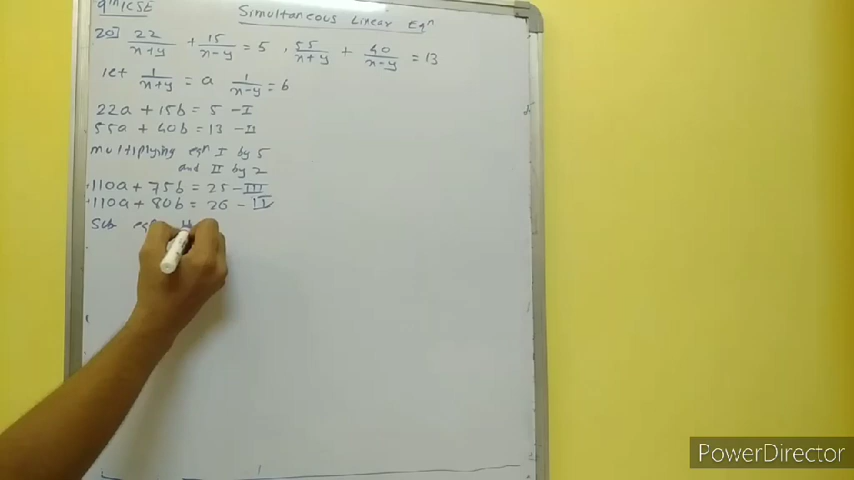 9th ICSE
Simultaneous Linear Eqn
20] 22/x+y + 15/x-y = 5 , 55/x+y + 40/x-y = 13
let 1/x+y = a 1/x-y = b
22a + 15b = 5 - I
55a + 40b = 13 - II
multiplying eqn I by 5
and II by 2
110a + 75b = 25 - III
110a + 80b = 26 - IV
Sub
PowerDirector